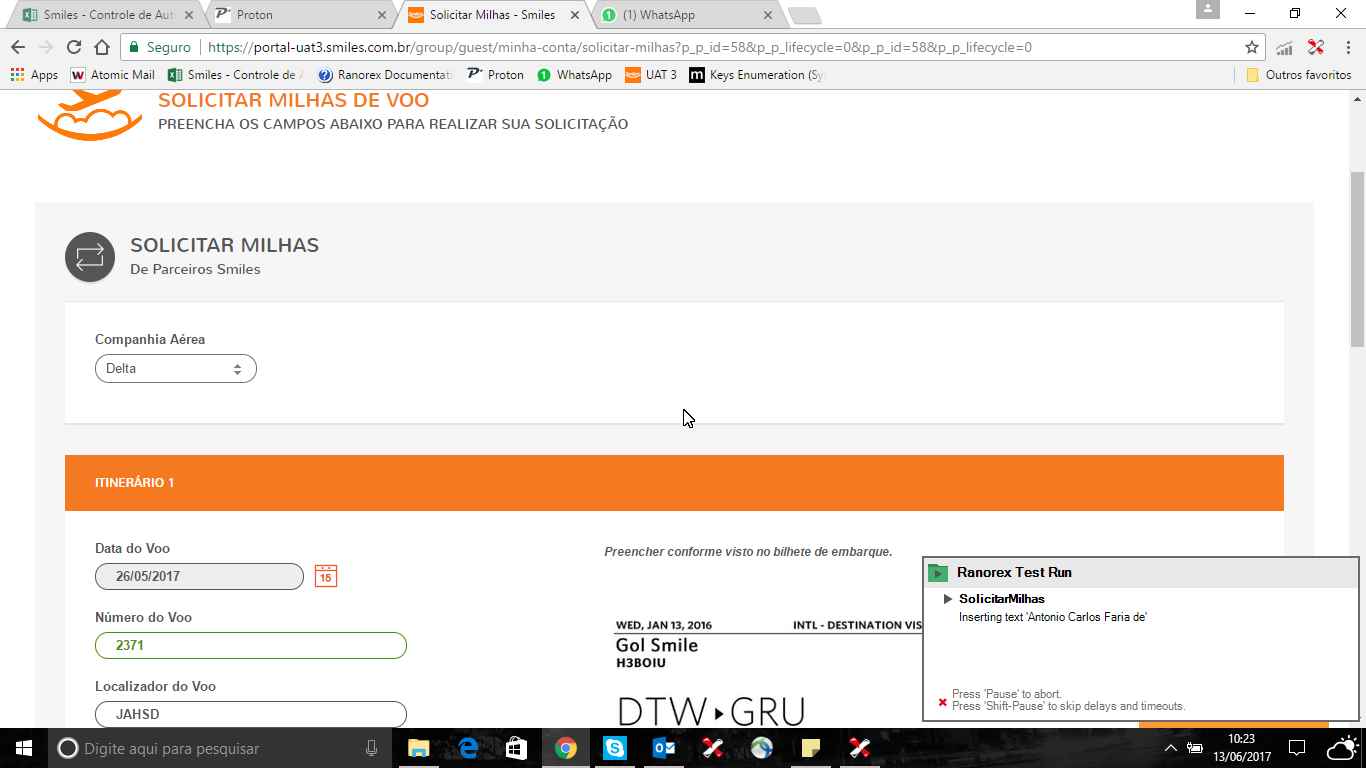 Smiles - Controle de Aut
Proton
Solicitar Milhas - Smiles
(1) WhatsApp
Seguro
https://portal-uat3.smiles.com.br/group/guest/minha-conta/solicitar-milhas?p_p_id=58&p_p_lifecycle=0&p_p_id=58&p_p_lifecycle=0
Apps
Atomic Mail
Smiles - Controle de A
Ranorex Documentati
Proton
WhatsApp
UAT 3
Keys Enumeration (Sy
Outros favoritos
SOLICITAR MILHAS DE VOO
PREENCHA OS CAMPOS ABAIXO PARA REALIZAR SUA SOLICITAÇÃO
SOLICITAR MILHAS
De Parceiros Smiles
Companhia Aérea
Delta
ITINERÁRIO 1
Data do Voo
26/05/2017
15
Número do Voo
2371
Localizador do Voo
JAHSD
Preencher conforme visto no bilhete de embarque.
WED, JAN 13, 2016
INTL - DESTINATION VIS
Gol Smile
H3BOIU
DTW GRU
Ranorex Test Run
SolicitarMilhas
Inserting text 'Antonio Carlos Faria de'
Press 'Pause' to abort.
Press 'Shift-Pause' to skip delays and timeouts.
Digite aqui para pesquisar
10:23
13/06/2017